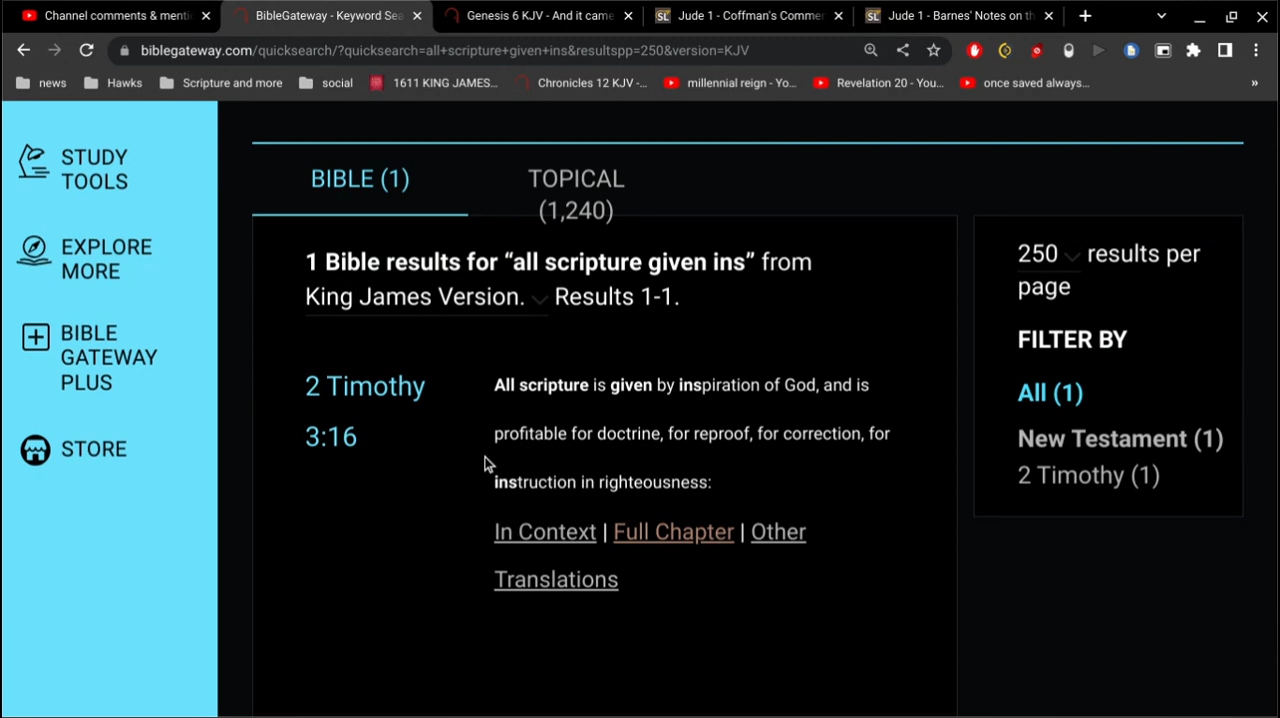 Channel comments & menti
BibleGateway - Keyword Sea
Genesis 6 KJV - And it came
Jude 1 - Coffman's Comme
Jude 1 - Barnes' Notes on th
biblegateway.com/quicksearch/?quicksearch=all+scripture+given+ins&resultspp=250&version=KJV
news
Hawks
Scripture and more
social
1611 KING JAMES...
Chronicles 12 KJV -...
millennial reign - Yo...
Revelation 20 - You...
once saved always...
»
STUDY
TOOLS
EXPLORE
MORE
BIBLE
GATEWAY
PLUS
STORE
BIBLE (1)
TOPICAL
(1,240)
1 Bible results for “all scripture given ins” from
King James Version. Results 1-1.
2 Timothy
3:16
All scripture is given by inspiration of God, and is
profitable for doctrine, for reproof, for correction, for
instruction in righteousness:
In Context | Full Chapter | Other
Translations
250 results per
page
FILTER BY
All (1)
New Testament (1)
2 Timothy (1)